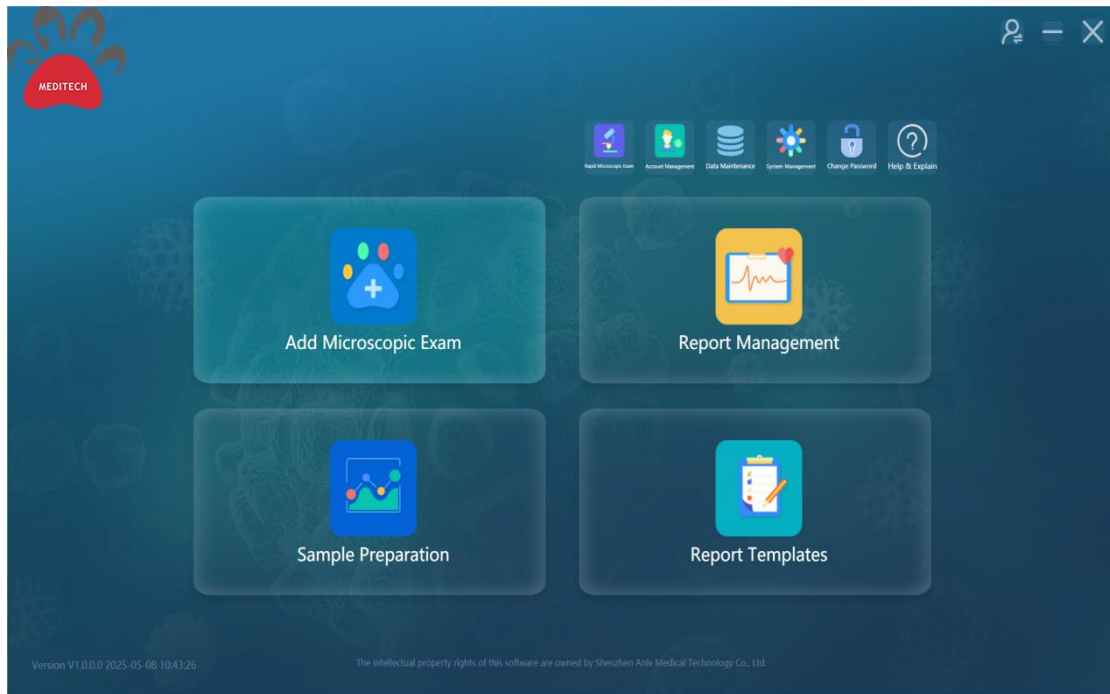 MEDITECH
Rapid Microscopic Exam
Account Management
Data Maintenance
System Management
Change Password
Help & Explain
Add Microscopic Exam
Report Management
Sample Preparation
Report Templates
Version V1.0.0.0 2025-05-08 10:43:26
The intellectual property rights of this software are owned by Shenzhen Anlv Medical Technology Co., Ltd.